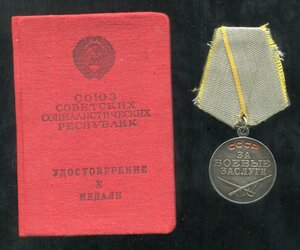 СОЮЗ
СОВЕТСКИХ
СОЦИАЛИСТИЧЕСКИХ
РЕСПУБЛИК
УДОСТОВЕРЕНИЕ
К
МЕДАЛИ
СССР
ЗА
БОЕВЫЕ
ЗАСЛУГИ